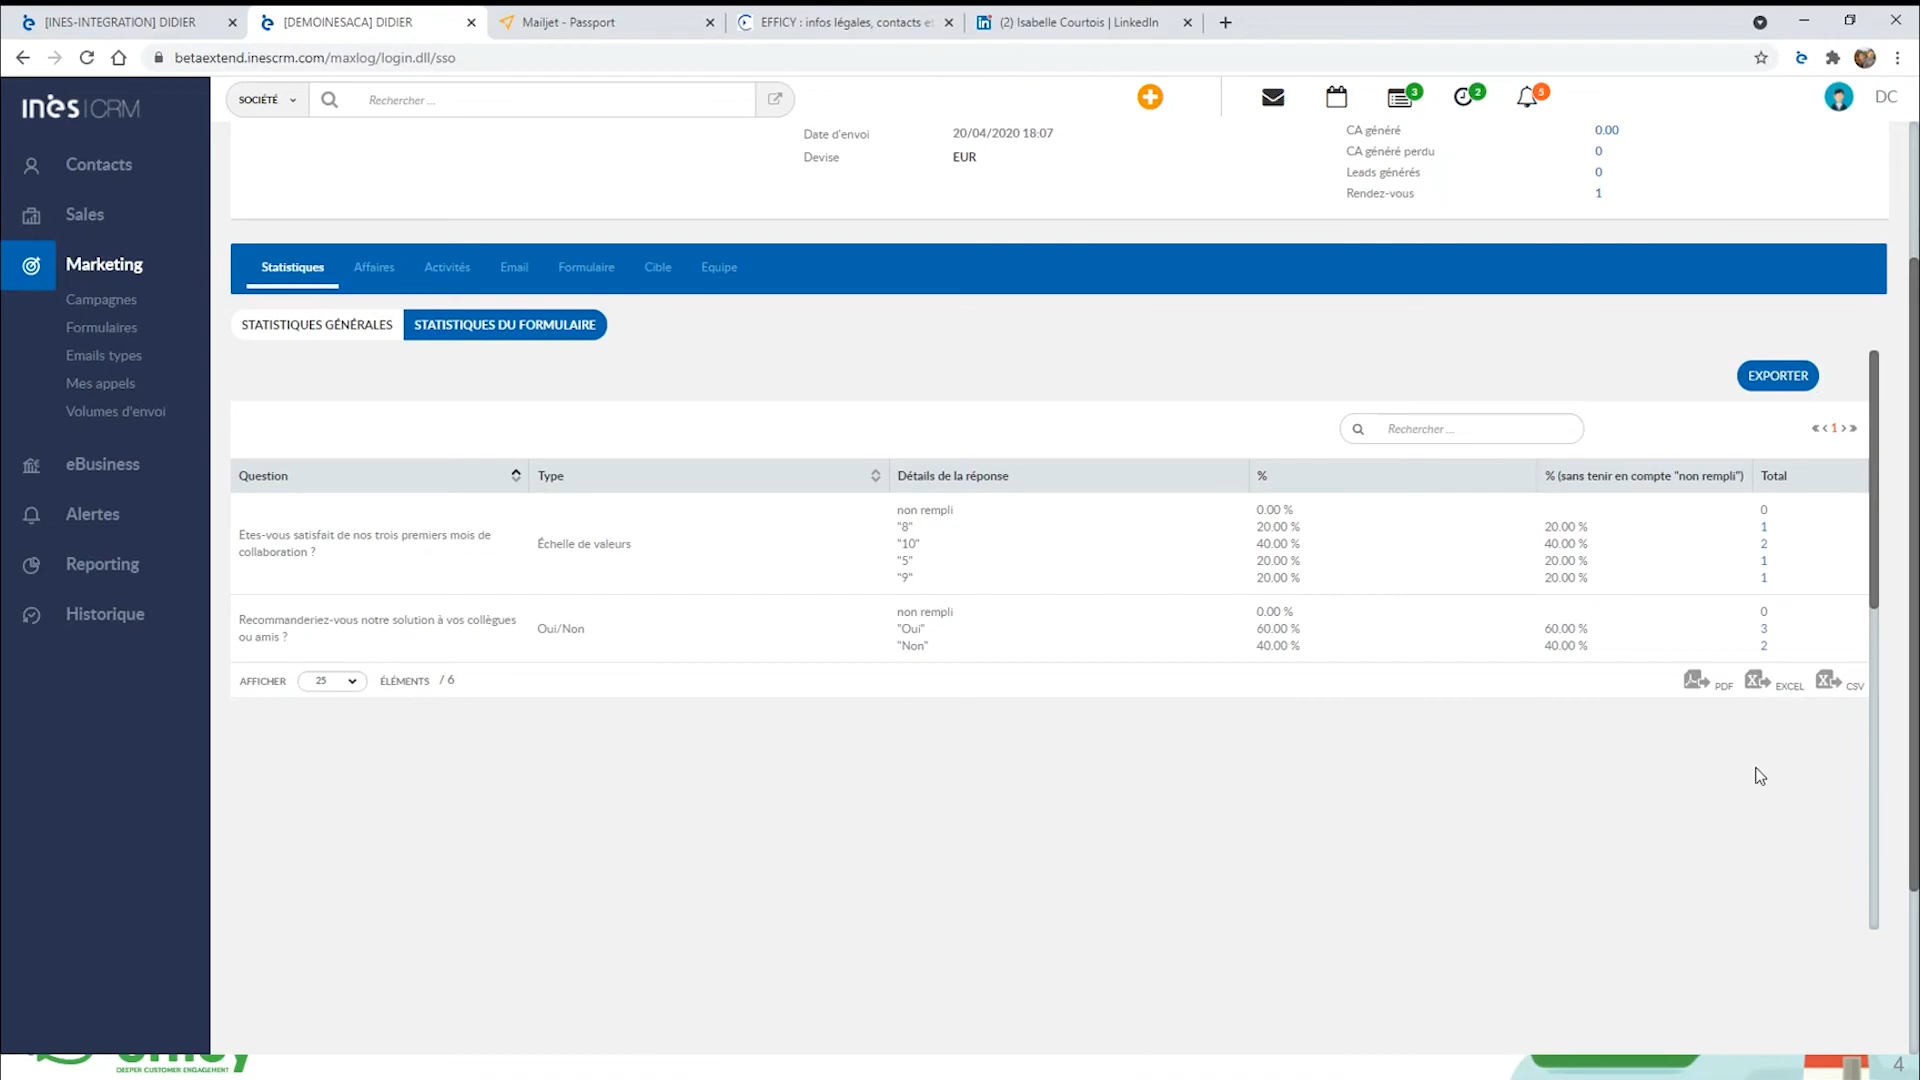 [INES-INTEGRATION] DIDIER
[DEMOINESACA] DIDIER
Mailjet - Passport
EFFICY : infos légales, contacts et
(2) Isabelle Courtois | LinkedIn
betaextend.inescrm.com/maxlog/login.dll/sso
inès|CRM
SOCIÉTÉ
Rechercher ...
3
2
5
DC
Contacts
Sales
Marketing
Campagnes
Formulaires
Emails types
Mes appels
Volumes d'envoi
eBusiness
Alertes
Reporting
Historique
Date d'envoi 20/04/2020 18:07
Devise EUR
CA généré 0.00
CA généré perdu 0
Leads générés 0
Rendez-vous 1
Statistiques Affaires Activités Email Formulaire Cible Equipe
STATISTIQUES GÉNÉRALES STATISTIQUES DU FORMULAIRE
EXPORTER
Rechercher ...
« < 1 > »
Question Type Détails de la réponse % % (sans tenir en compte "non rempli") Total
Etes-vous satisfait de nos trois premiers mois de
collaboration ?
Échelle de valeurs
non rempli 0.00 % 0
"8" 20.00 % 20.00 % 1
"10" 40.00 % 40.00 % 2
"5" 20.00 % 20.00 % 1
"9" 20.00 % 20.00 % 1
Recommanderiez-vous notre solution à vos collègues
ou amis ?
Oui/Non
non rempli 0.00 % 0
"Oui" 60.00 % 60.00 % 3
"Non" 40.00 % 40.00 % 2
AFFICHER 25 ÉLÉMENTS / 6
PDF EXCEL CSV
DEEPER CUSTOMER ENGAGEMENT
4